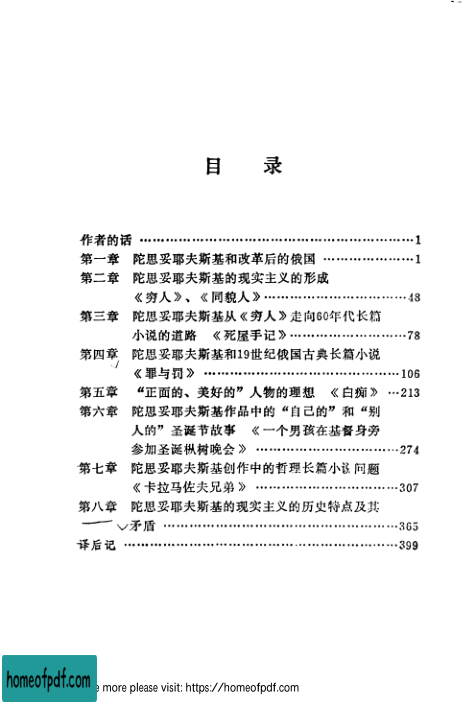 目 录
作者的话 ……………………………………………………1
第一章 陀思妥耶夫斯基和改革后的俄国 ………………1
第二章 陀思妥耶夫斯基的现实主义的形成
《穷人》、《同貌人》…………………………48
第三章 陀思妥耶夫斯基从《穷人》走向60年代长篇
小说的道路 《死屋手记》……………………78
第四章 陀思妥耶夫斯基和19世纪俄国古典长篇小说
《罪与罚》……………………………………106
第五章 “正面的、美好的”人物的理想 《白痴》…213
第六章 陀思妥耶夫斯基作品中的“自己的”和“别
人的”圣诞节故事 《一个男孩在基督身旁
参加圣诞枞树晚会》…………………………274
第七章 陀思妥耶夫斯基创作中的哲理长篇小说问题
《卡拉马佐夫兄弟》…………………………307
第八章 陀思妥耶夫斯基的现实主义的历史特点及其
矛盾 ……………………………………………365
译后记 ……………………………………………………399
homeofpdf.com
more please visit: https://homeofpdf.com